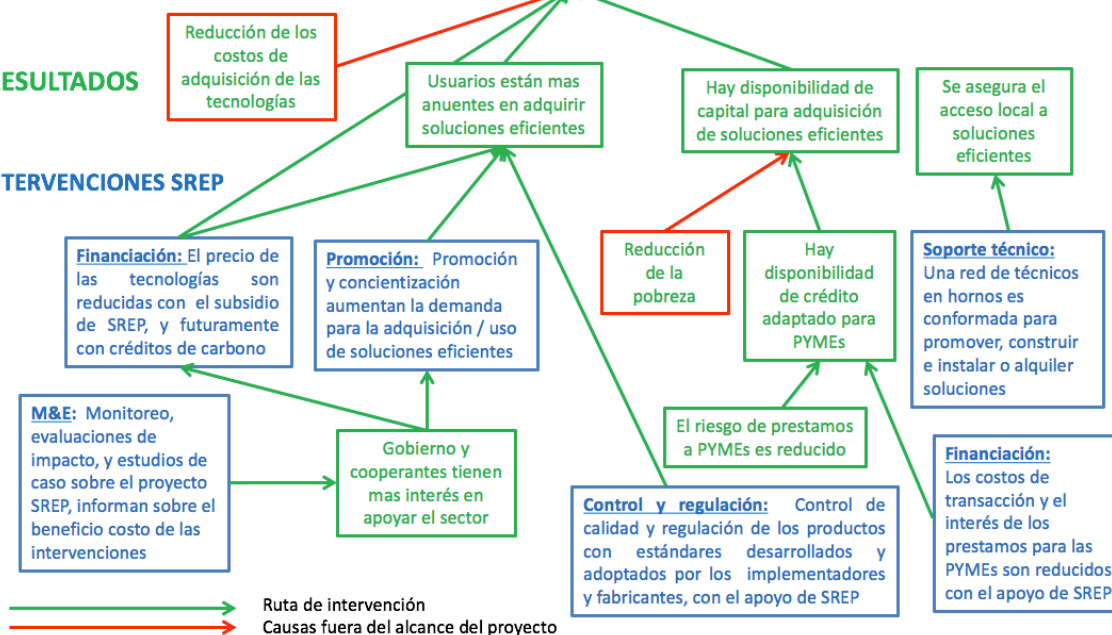 Reducción de los
costos de
adquisición de las
tecnologías
ESULTADOS
Usuarios están mas
anuentes en adquirir
soluciones eficientes
Hay disponibilidad de
capital para adquisición
de soluciones eficientes
Se asegura el
acceso local a
soluciones
eficientes
TERVENCIONES SREP
Financiación: El precio de
las tecnologías son
reducidas con el subsidio
de SREP, y futuramente
con créditos de carbono
Promoción: Promoción
y concientización
aumentan la demanda
para la adquisición / uso
de soluciones eficientes
Reducción
de la
pobreza
Hay
disponibilidad
de crédito
adaptado para
PYMEs
Soporte técnico:
Una red de técnicos
en hornos es
conformada para
promover, construir
e instalar o alquiler
soluciones
M&E: Monitoreo,
evaluaciones de
impacto, y estudios de
caso sobre el proyecto
SREP, informan sobre el
beneficio costo de las
intervenciones
Gobierno y
cooperantes tienen
mas interés en
apoyar el sector
El riesgo de prestamos
a PYMEs es reducido
Control y regulación: Control de
calidad y regulación de los productos
con estándares desarrollados y
adoptados por los implementadores
y fabricantes, con el apoyo de SREP
Financiación:
Los costos de
transacción y el
interés de los
prestamos para las
PYMEs son reducidos
con el apoyo de SREP
Ruta de intervención
Causas fuera del alcance del proyecto